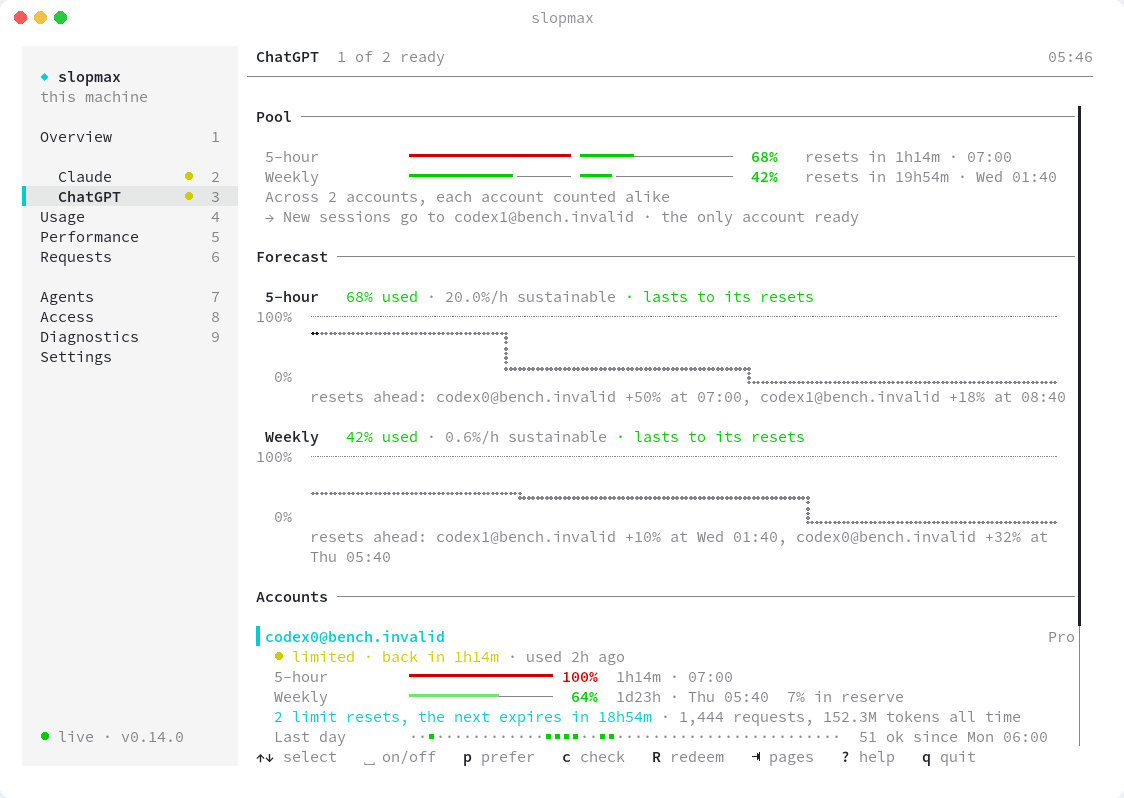 slopmax
◆ slopmax
this machine
Overview 1
Claude ● 2
ChatGPT ● 3
Usage 4
Performance 5
Requests 6
Agents 7
Access 8
Diagnostics 9
Settings
● live · v0.14.0
ChatGPT 1 of 2 ready 05:46
Pool
5-hour 68% resets in 1h14m · 07:00
Weekly 42% resets in 19h54m · Wed 01:40
Across 2 accounts, each account counted alike
→ New sessions go to codex1@bench.invalid · the only account ready
Forecast
5-hour 68% used · 20.0%/h sustainable · lasts to its resets
100%
0%
resets ahead: codex0@bench.invalid +50% at 07:00, codex1@bench.invalid +18% at 08:40
Weekly 42% used · 0.6%/h sustainable · lasts to its resets
100%
0%
resets ahead: codex1@bench.invalid +10% at Wed 01:40, codex0@bench.invalid +32% at
Thu 05:40
Accounts
codex0@bench.invalid Pro
● limited · back in 1h14m · used 2h ago
5-hour 100% 1h14m · 07:00
Weekly 64% 1d23h · Thu 05:40 7% in reserve
2 limit resets, the next expires in 18h54m · 1,444 requests, 152.3M tokens all time
Last day 51 ok since Mon 06:00
↑↓ select ␣ on/off p prefer c check R redeem ⇥ pages ? help q quit